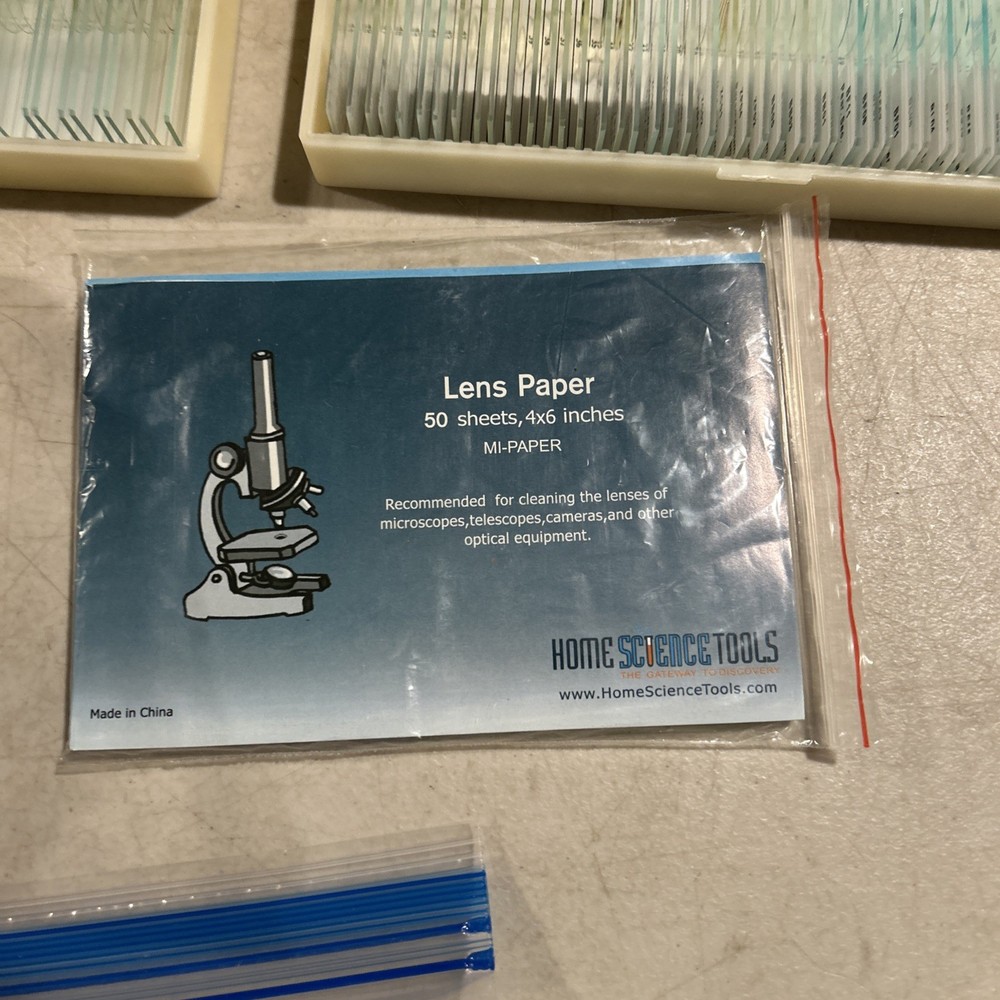 Lens Paper
50 sheets,4x6 inches
MI-PAPER
Recommended for cleaning the lenses of
microscopes,telescopes,cameras,and other
optical equipment.
HOME SCIENCE TOOLS
THE GATEWAY TO DISCOVERY
www.HomeScienceTools.com
Made in China